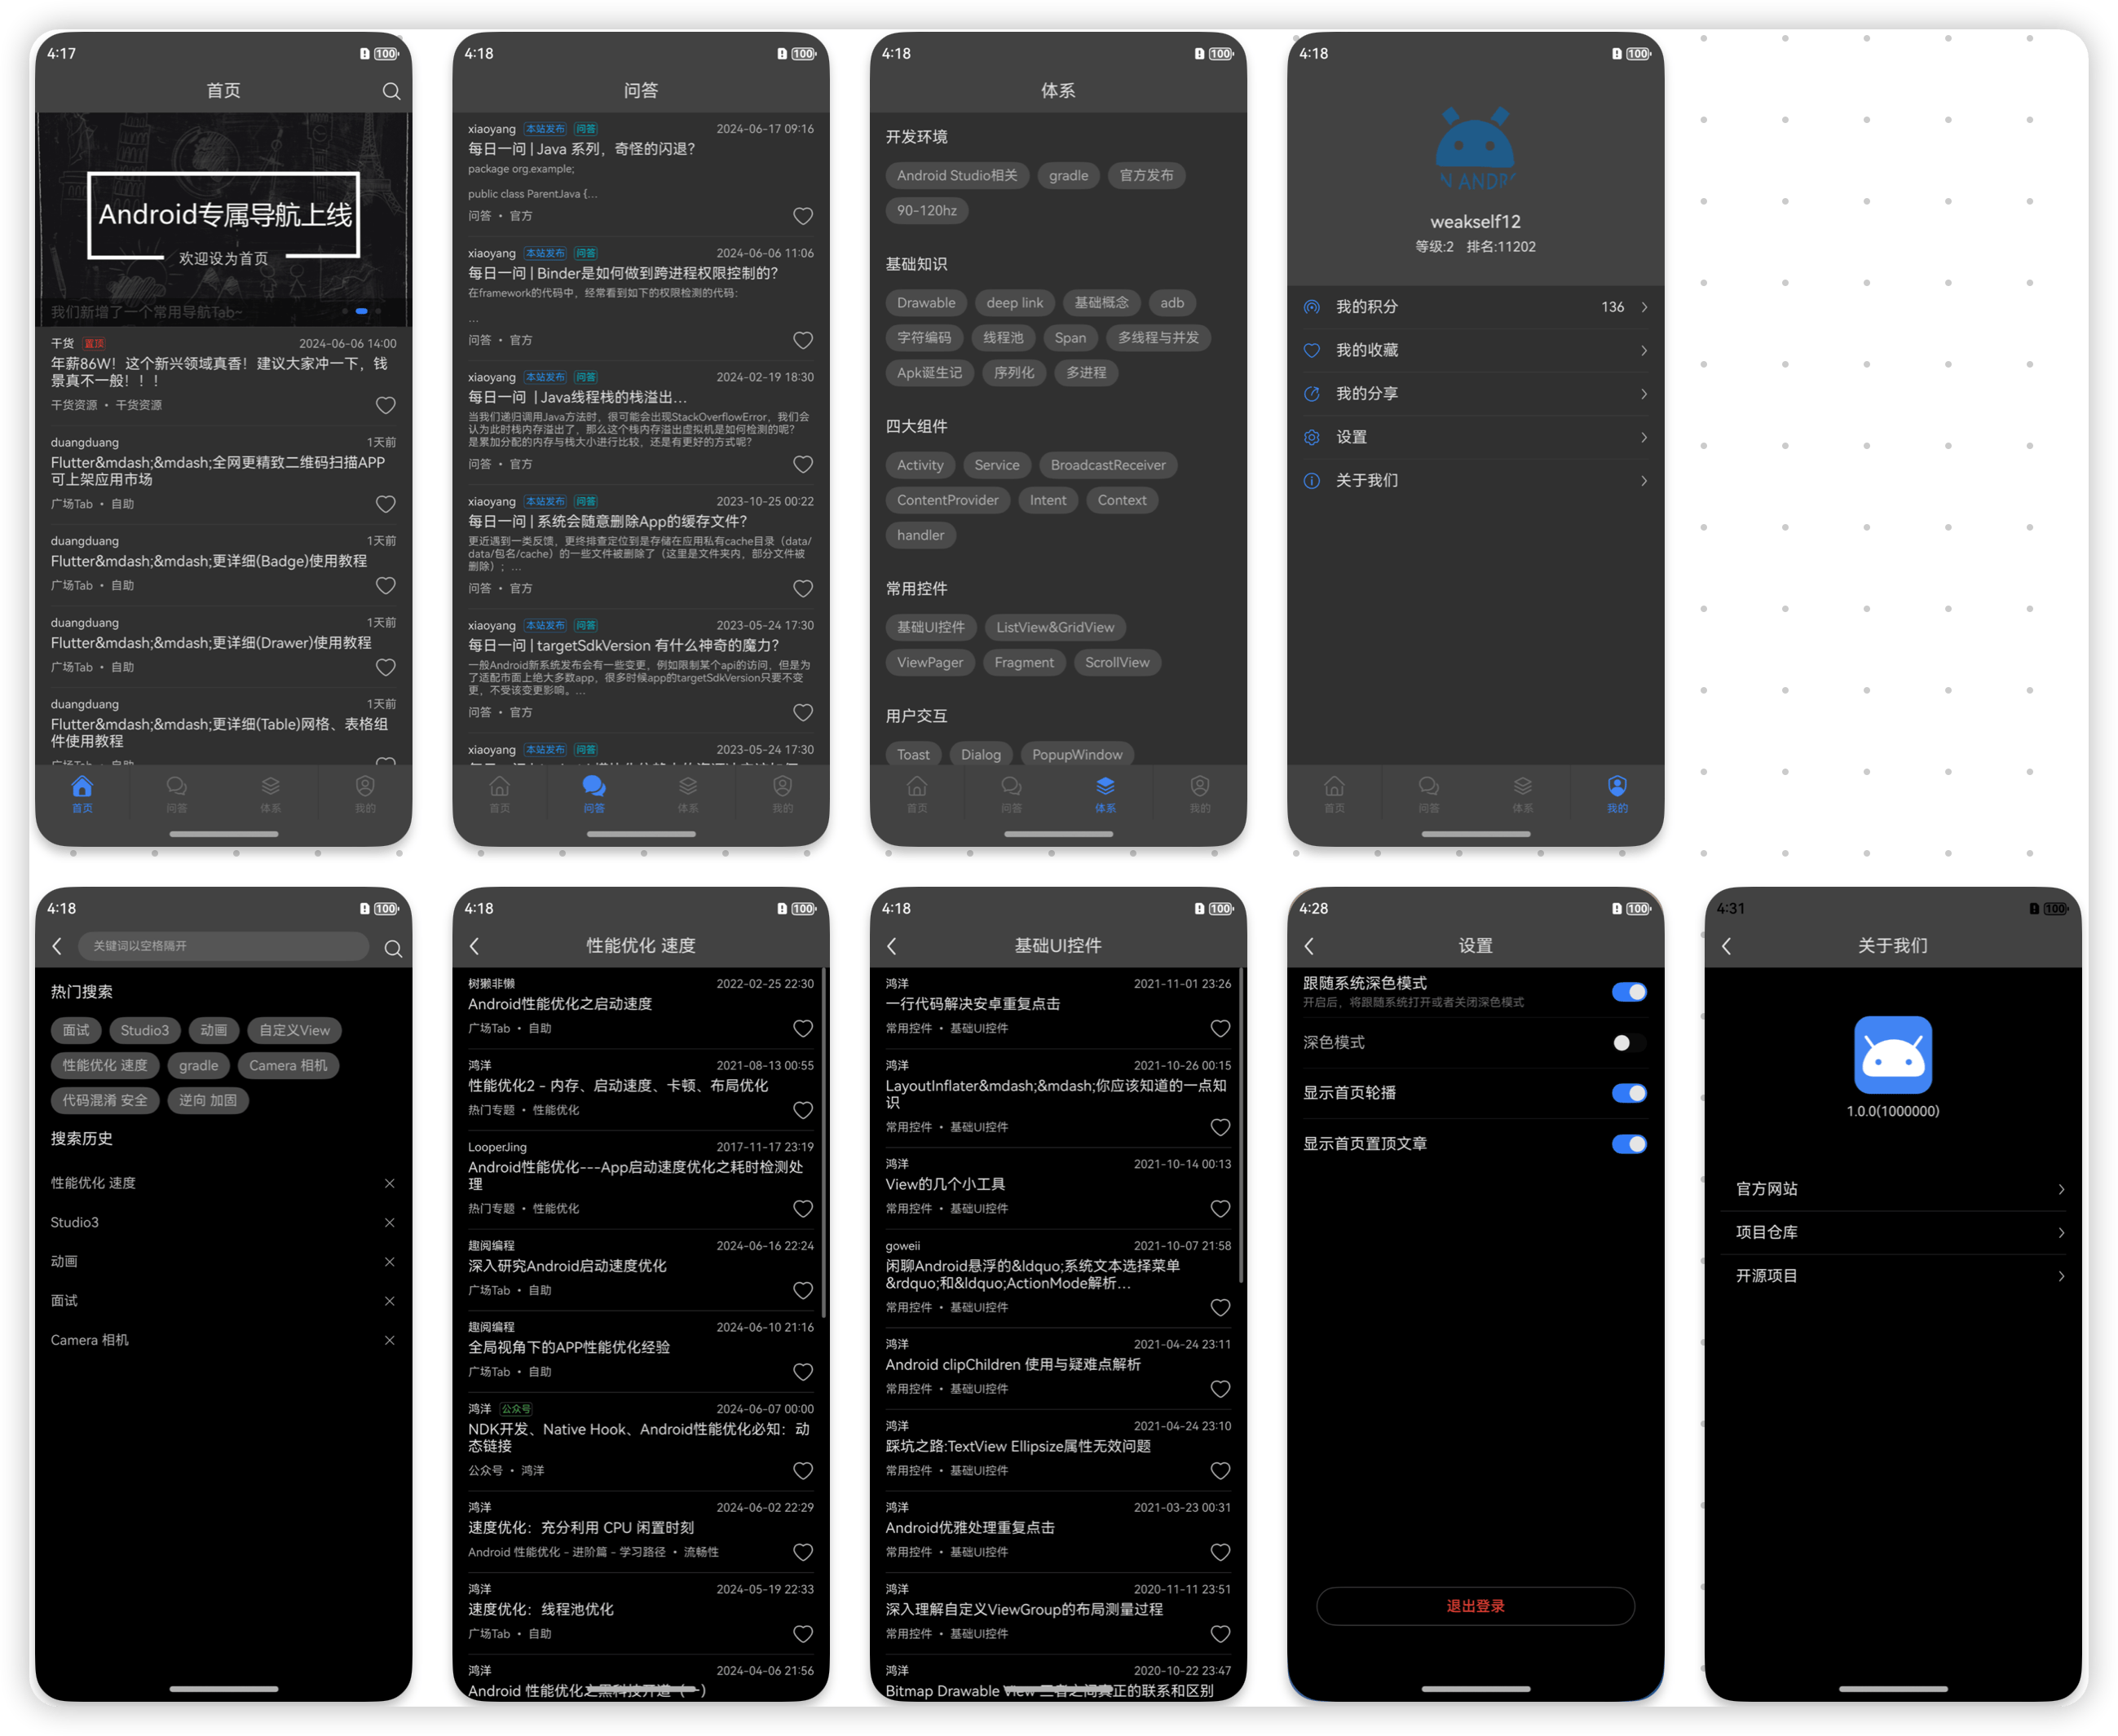 4:17
100
首页
Android专属导航上线
欢迎设为首页
我们新增了一个常用导航Tab~
干货 置顶 2024-06-06 14:00
年薪86W！这个新兴领域真香！建议大家冲一下，钱
景真不一般！！！
干货资源 • 干货资源
duangduang 1天前
Flutter&mdash;&mdash;全网更精致二维码扫描APP
可上架应用市场
广场Tab • 自助
duangduang 1天前
Flutter&mdash;&mdash;更详细(Badge)使用教程
广场Tab • 自助
duangduang 1天前
Flutter&mdash;&mdash;更详细(Drawer)使用教程
广场Tab • 自助
duangduang 1天前
Flutter&mdash;&mdash;更详细(Table)网格、表格组
件使用教程
首页 问答 体系 我的
4:18
100
问答
xiaoyang 本站发布 问答 2024-06-17 09:16
每日一问 | Java 系列，奇怪的闪退？
package org.example;
public class ParentJava {...
问答 • 官方
xiaoyang 本站发布 问答 2024-06-06 11:06
每日一问 | Binder是如何做到跨进程权限控制的？
在framework的代码中，经常看到如下的权限检测的代码：
...
问答 • 官方
xiaoyang 本站发布 问答 2024-02-19 18:30
每日一问 | Java线程栈的栈溢出...
当我们递归调用Java方法时，很可能会出现StackOverflowError，我们会
认为此时栈内存溢出了，那么这个栈内存溢出虚拟机是如何检测的呢？
是累加分配的内存与栈大小进行比较，还是有更好的方式呢？
问答 • 官方
xiaoyang 本站发布 问答 2023-10-25 00:22
每日一问 | 系统会随意删除App的缓存文件？
更近遇到一类反馈，更终排查定位到是存储在应用私有cache目录（data/
data/包名/cache）的一些文件被删除了（这里是文件夹内，部分文件被
删除）；...
问答 • 官方
xiaoyang 本站发布 问答 2023-05-24 17:30
每日一问 | targetSdkVersion 有什么神奇的魔力？
一般Android新系统发布会有一些变更，例如限制某个api的访问，但是为
了适配市面上绝大多数app，很多时候app的targetSdkVersion只要不变
更，不受该变更影响。...
问答 • 官方
xiaoyang 本站发布 问答 2023-05-24 17:30
首页 问答 体系 我的
4:18
100
体系
开发环境
Android Studio相关 gradle 官方发布
90-120hz
基础知识
Drawable deep link 基础概念 adb
字符编码 线程池 Span 多线程与并发
Apk诞生记 序列化 多进程
四大组件
Activity Service BroadcastReceiver
ContentProvider Intent Context
handler
常用控件
基础UI控件 ListView&GridView
ViewPager Fragment ScrollView
用户交互
Toast Dialog PopupWindow
首页 问答 体系 我的
4:18
100
weakself12
等级:2 排名:11202
我的积分 136
我的收藏
我的分享
设置
关于我们
首页 问答 体系 我的
4:18
100
关键词以空格隔开
热门搜索
面试 Studio3 动画 自定义View
性能优化 速度 gradle Camera 相机
代码混淆 安全 逆向 加固
搜索历史
性能优化 速度
Studio3
动画
面试
Camera 相机
4:18
100
性能优化 速度
树獭非懒 2022-02-25 22:30
Android性能优化之启动速度
广场Tab • 自助
鸿洋 2021-08-13 00:55
性能优化2 - 内存、启动速度、卡顿、布局优化
热门专题 • 性能优化
LooperJing 2017-11-17 23:19
Android性能优化---App启动速度优化之耗时检测处
理
热门专题 • 性能优化
趣阅编程 2024-06-16 22:24
深入研究Android启动速度优化
广场Tab • 自助
趣阅编程 2024-06-10 21:16
全局视角下的APP性能优化经验
广场Tab • 自助
鸿洋 公众号 2024-06-07 00:00
NDK开发、Native Hook、Android性能优化必知：动
态链接
公众号 • 鸿洋
鸿洋 2024-06-02 22:29
速度优化：充分利用 CPU 闲置时刻
Android 性能优化 - 进阶篇 - 学习路径 • 流畅性
鸿洋 2024-05-19 22:33
速度优化：线程池优化
广场Tab • 自助
鸿洋 2024-04-06 21:56
Android 性能优化之黑科技开道（一）
4:18
100
基础UI控件
鸿洋 2021-11-01 23:26
一行代码解决安卓重复点击
常用控件 • 基础UI控件
鸿洋 2021-10-26 00:15
LayoutInflater&mdash;&mdash;你应该知道的一点知
识
常用控件 • 基础UI控件
鸿洋 2021-10-14 00:13
View的几个小工具
常用控件 • 基础UI控件
goweii 2021-10-07 21:58
闲聊Android悬浮的&ldquo;系统文本选择菜单
&rdquo;和&ldquo;ActionMode解析...
常用控件 • 基础UI控件
鸿洋 2021-04-24 23:11
Android clipChildren 使用与疑难点解析
常用控件 • 基础UI控件
鸿洋 2021-04-24 23:10
踩坑之路:TextView Ellipsize属性无效问题
常用控件 • 基础UI控件
鸿洋 2021-03-23 00:31
Android优雅处理重复点击
常用控件 • 基础UI控件
鸿洋 2020-11-11 23:51
深入理解自定义ViewGroup的布局测量过程
常用控件 • 基础UI控件
鸿洋 2020-10-22 23:47
Bitmap Drawable View 三者之间真正的联系和区别
4:28
100
设置
跟随系统深色模式
开启后，将跟随系统打开或者关闭深色模式
深色模式
显示首页轮播
显示首页置顶文章
退出登录
4:31
100
关于我们
1.0.0(1000000)
官方网站
项目仓库
开源项目